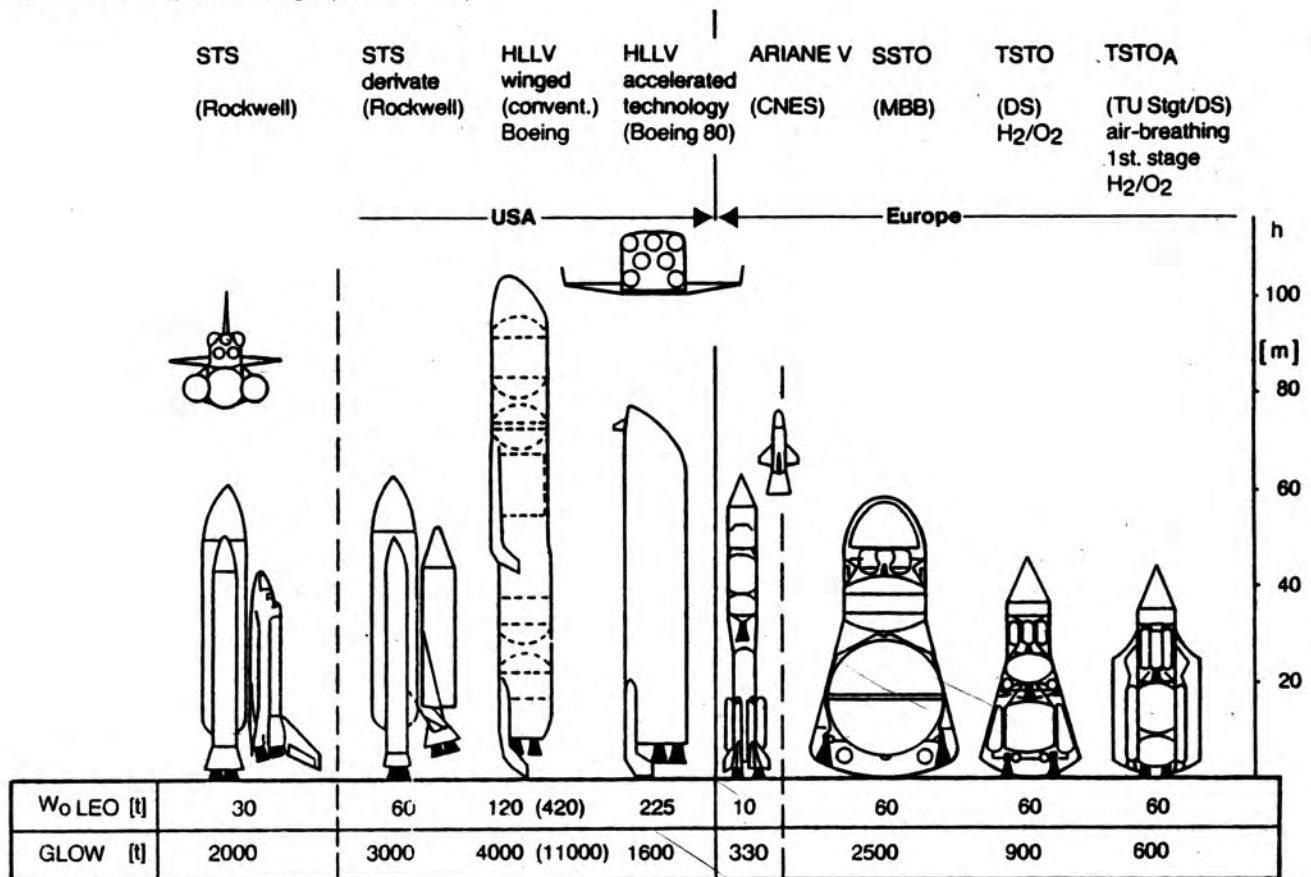 STS
(Rockwell)
STS
derivate
(Rockwell)
HLLV
winged
(convent.)
Boeing
HLLV
accelerated
technology
(Boeing 80)
ARIANE V
(CNES)
SSTO
(MBB)
TSTO
(DS)
H2/O2
TSTOA
(TU Stgt/DS)
air-breathing
1st. stage
H2/O2
USA
Europe
h
100
[m]
80
60
40
20
Wo LEO [t] 30 60 120 (420) 225 10 60 60 60
GLOW [t] 2000 3000 4000 (11000) 1600 330 2500 900 600